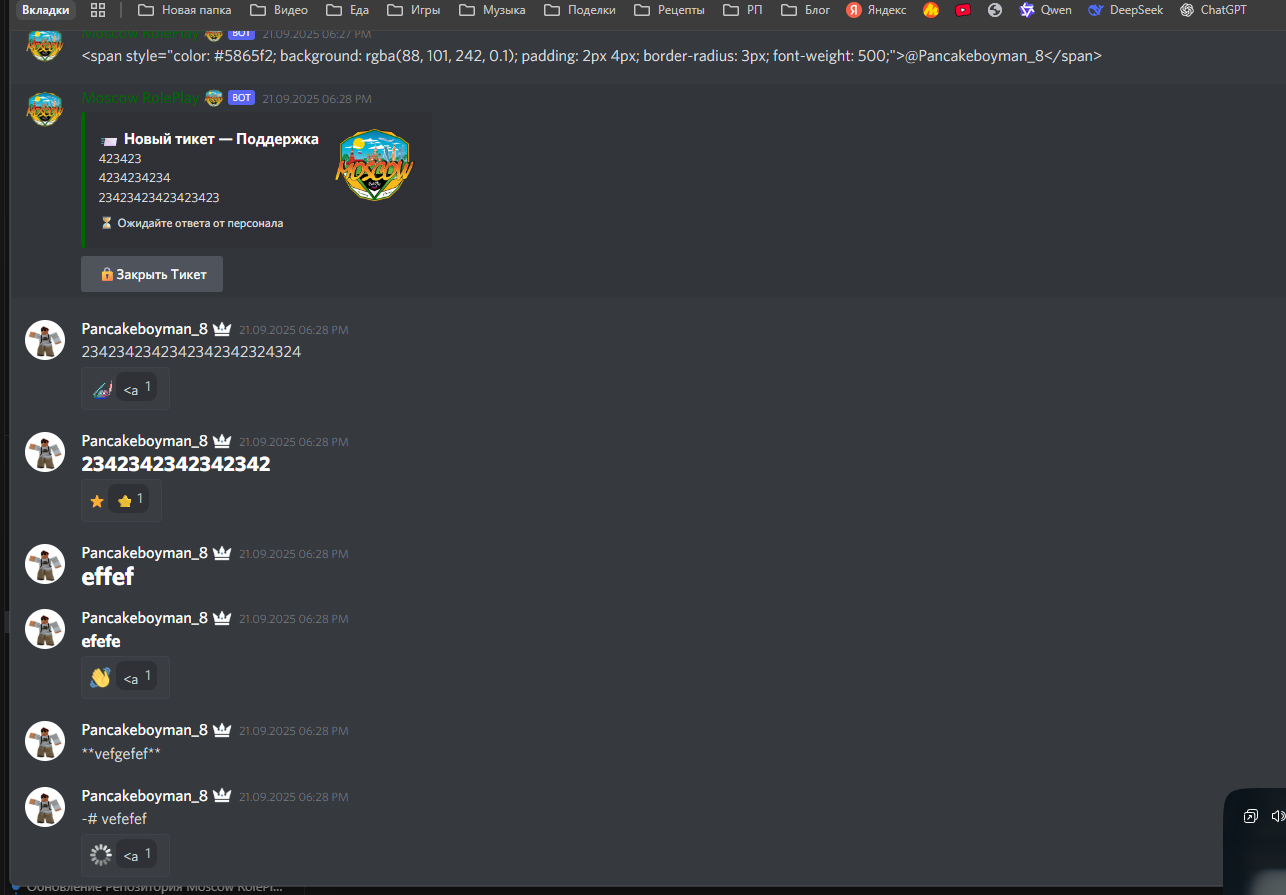 Вкладки Новая папка Видео Еда Игры Музыка Поделки Рецепты РП Блог Яндекс Qwen DeepSeek ChatGPT
Moscow RolePlay BOT 21.09.2025 06:27 PM
<span style="color: #5865f2; background: rgba(88, 101, 242, 0.1); padding: 2px 4px; border-radius: 3px; font-weight: 500;">@Pancakeboyman_8</span>
Moscow RolePlay BOT 21.09.2025 06:28 PM
Новый тикет — Поддержка
423423
4234234234
23423423423423423
MOSCOW
Ожидайте ответа от персонала
Закрыть Тикет
Pancakeboyman_8 21.09.2025 06:28 PM
2342342342342342342324324
<a 1
Pancakeboyman_8 21.09.2025 06:28 PM
2342342342342342
1
Pancakeboyman_8 21.09.2025 06:28 PM
effef
Pancakeboyman_8 21.09.2025 06:28 PM
efefe
<a 1
Pancakeboyman_8 21.09.2025 06:28 PM
**vefgefef**
Pancakeboyman_8 21.09.2025 06:28 PM
-# vefefef
<a 1
Обновление Репозитория Moscow RolePl...